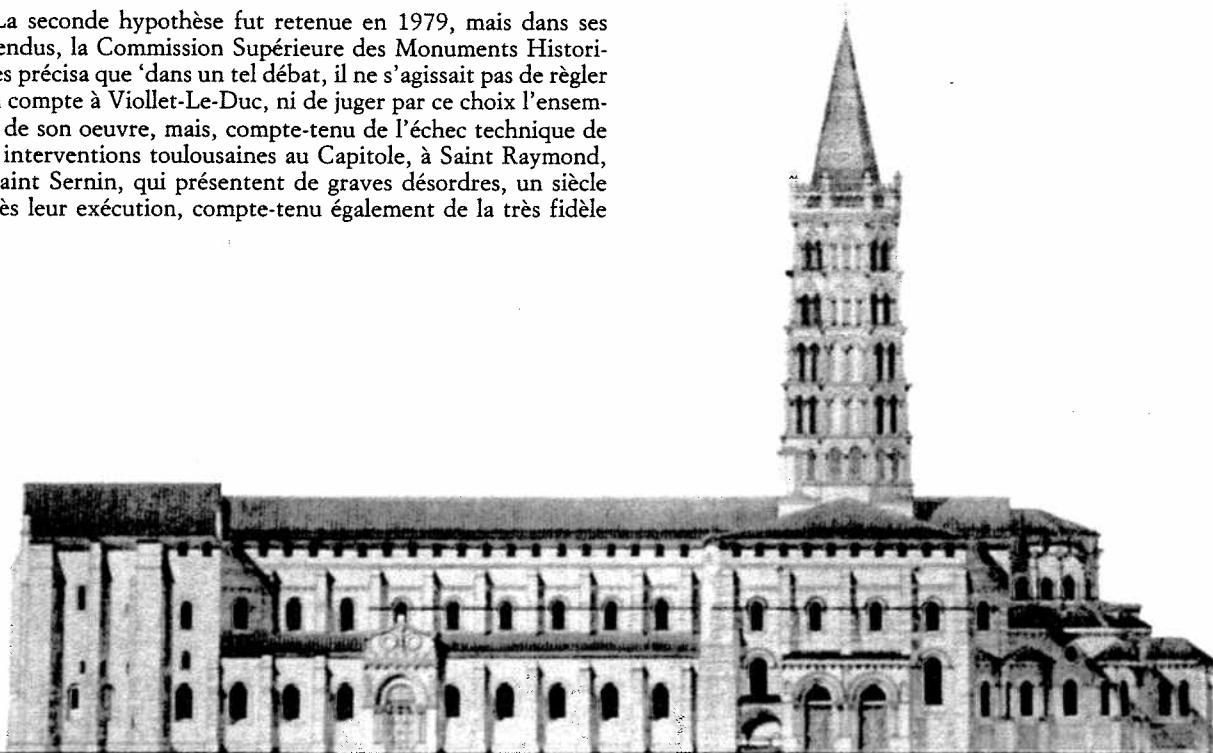 La seconde hypothèse fut retenue en 1979, mais dans ses
endus, la Commission Supérieure des Monuments Histori-
es précisa que ‘dans un tel débat, il ne s'agissait pas de règler
compte à Viollet-Le-Duc, ni de juger par ce choix l'ensem-
de son oeuvre, mais, compte-tenu de l'échec technique de
interventions toulousaines au Capitole, à Saint Raymond,
aint Sernin, qui présentent de graves désordres, un siècle
ès leur exécution, compte-tenu également de la très fidèle